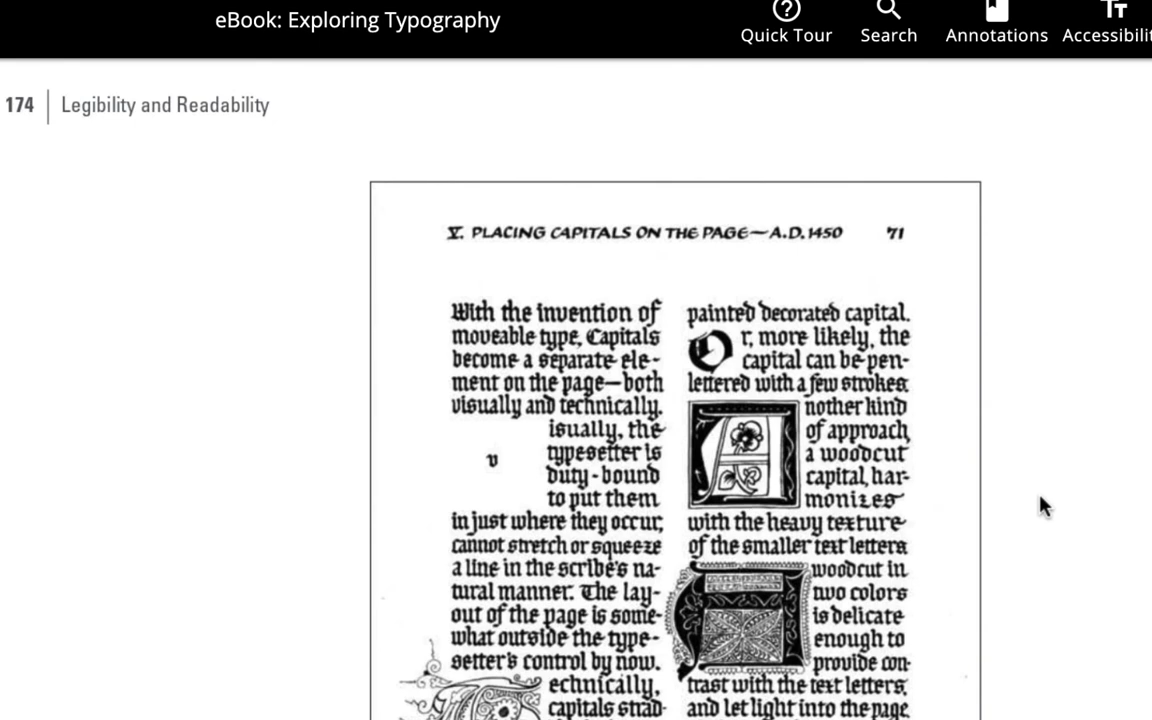 eBook: Exploring Typography
Quick Tour
Search
Annotations
Accessibilit
174 Legibility and Readability
V. PLACING CAPITALS ON THE PAGE—A.D. 1450 71
With the invention of
moveable type, Capitals
become a separate ele-
ment on the page—both
visually and technically.
isually, the
v
typesetter is
duty-bound
to put them
in just where they occur,
cannot stretch or squeeze
a line in the scribe's na-
tural manner. The lay-
out of the page is some-
what outside the type-
setter's control by now.
Technically,
capitals strad-
painted decorated capital.
Or, more likely, the
capital can be pen-
lettered with a few strokes
Another kind
of approach,
a woodcut
capital, har-
monizes
with the heavy texture
of the smaller text letters
A woodcut in
two colors
is delicate
enough to
provide con-
trast with the text letters,
and let light into the page.